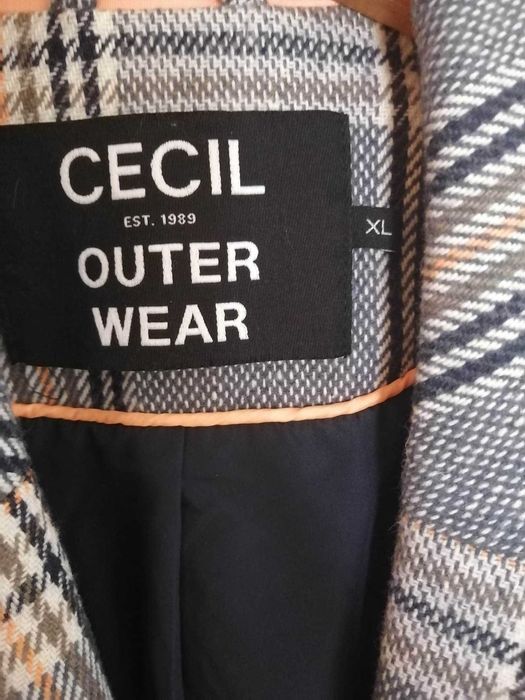 CECIL
EST. 1989
OUTER
WEAR
XL